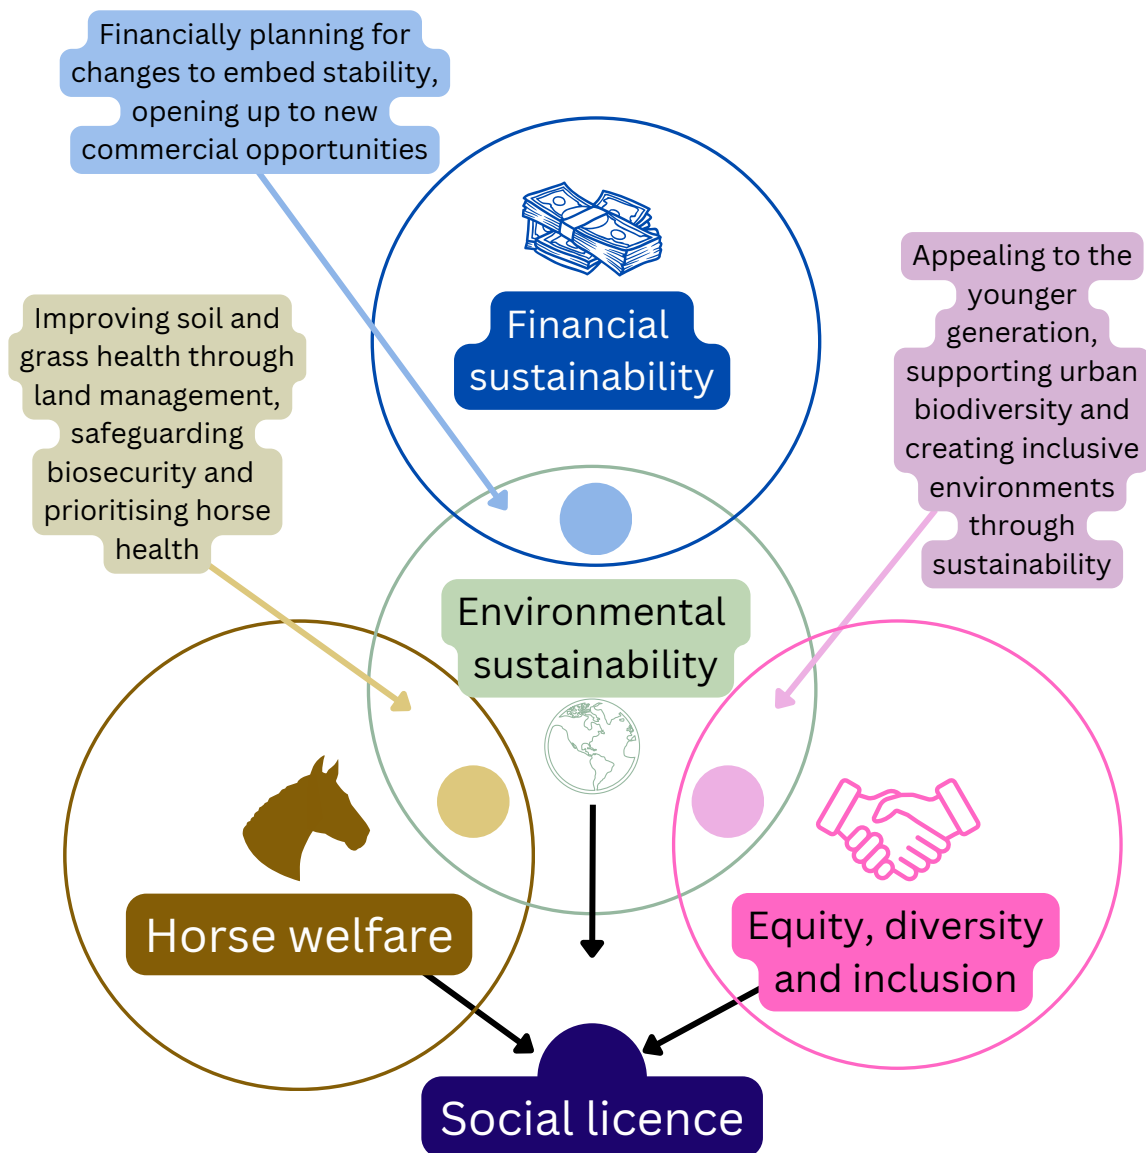 Financially planning for
changes to embed stability,
opening up to new
commercial opportunities
Financial
sustainability
Appealing to the
younger
generation,
supporting urban
biodiversity and
creating inclusive
environments
through
sustainability
Improving soil and
grass health through
land management,
safeguarding
biosecurity and
prioritising horse
health
Environmental
sustainability
Horse welfare
Equity, diversity
and inclusion
Social licence